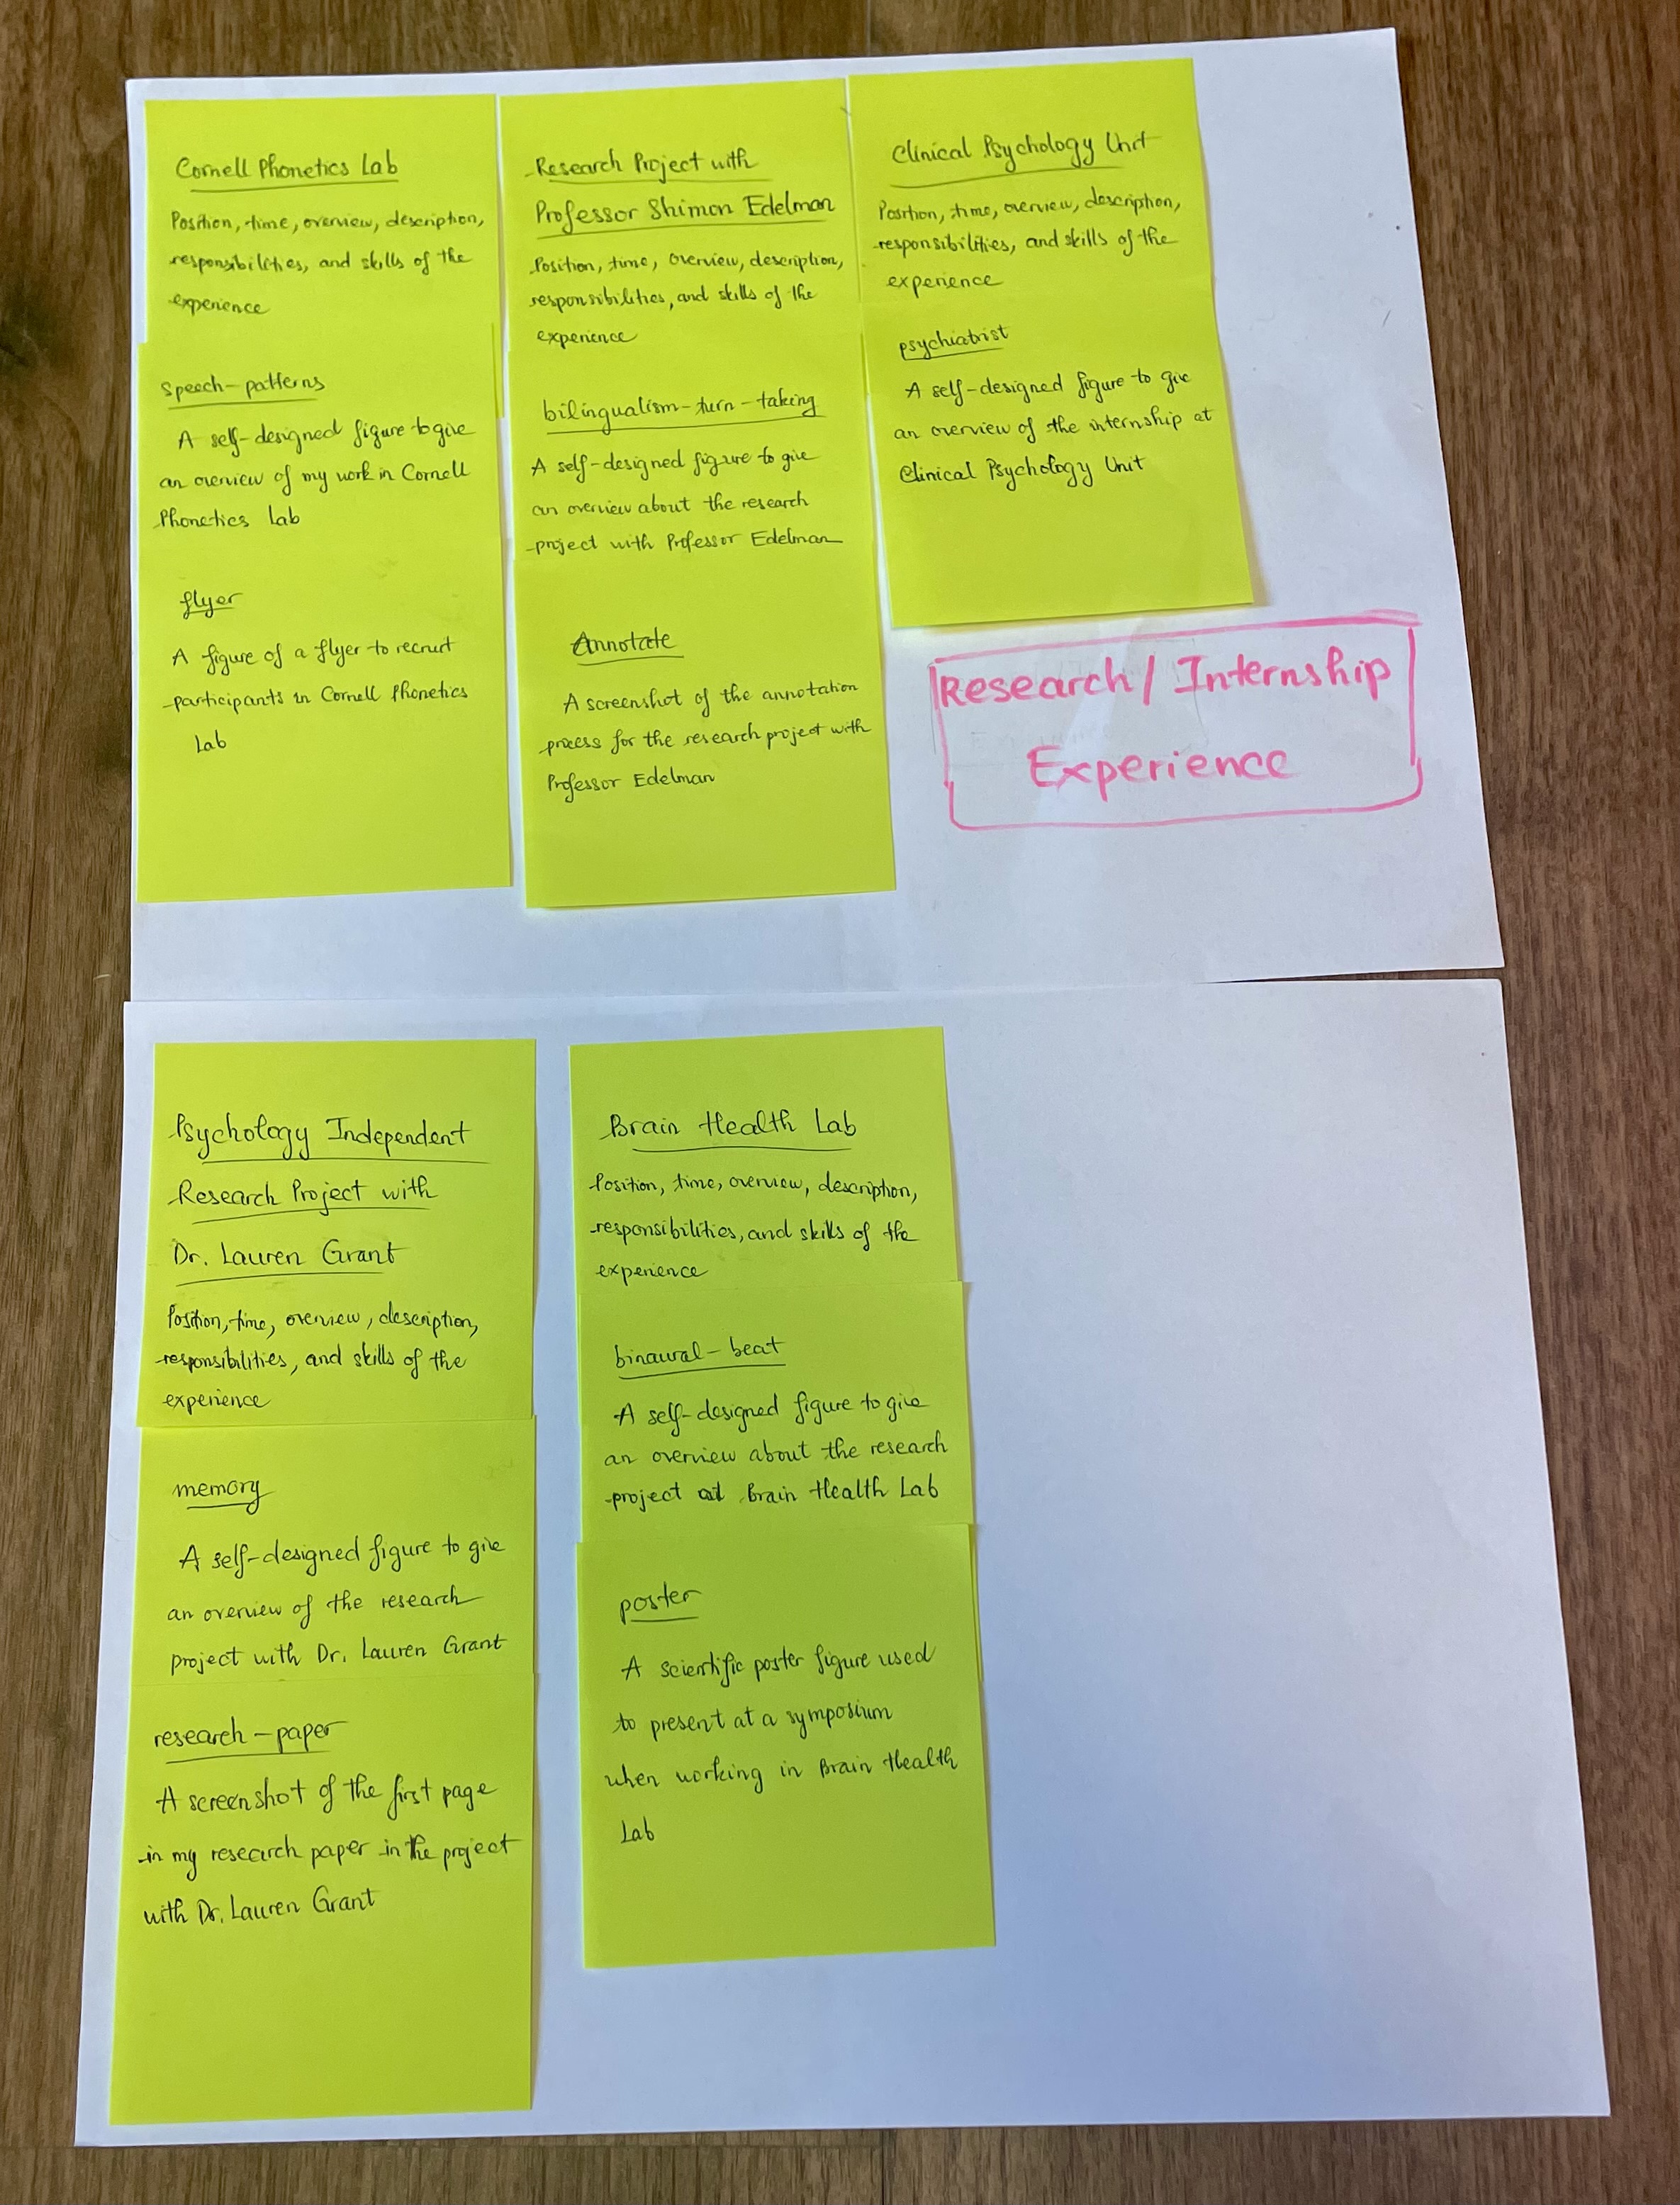 Cornell Phonetics Lab
Position, time, overview, description,
responsibilities, and skills of the
experience
speech-patterns
A self-designed figure to give
an overview of my work in Cornell
Phonetics Lab
flyer
A figure of a flyer to recruit
participants in Cornell Phonetics
Lab
Research Project with
Professor Shimon Edelman
Position, time, overview, description,
responsibilities, and skills of the
experience
bilingualism-turn-taking
A self-designed figure to give
an overview about the research
project with Professor Edelman
Annotate
A screenshot of the annotation
process for the research project with
Professor Edelman
Clinical Psychology Unit
Position, time, overview, description,
responsibilities, and skills of the
experience
psychiatrist
A self-designed figure to give
an overview of the internship at
Clinical Psychology Unit
Research / Internship
Experience
Psychology Independent
Research Project with
Dr. Lauren Grant
Position, time, overview, description,
responsibilities, and skills of the
experience
memory
A self-designed figure to give
an overview of the research
project with Dr. Lauren Grant
research-paper
A screenshot of the first page
in my research paper in the project
with Dr. Lauren Grant
Brain Health Lab
Position, time, overview, description,
responsibilities, and skills of the
experience
binaural-beat
A self-designed figure to give
an overview about the research
project at Brain Health Lab
poster
A scientific poster figure used
to present at a symposium
when working in Brain Health
Lab